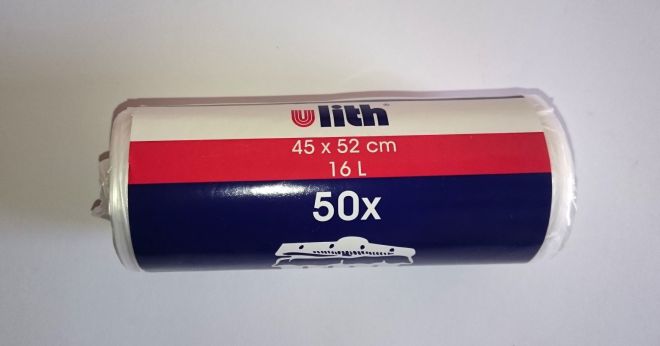 ulith®
45 x 52 cm
16 L
50x